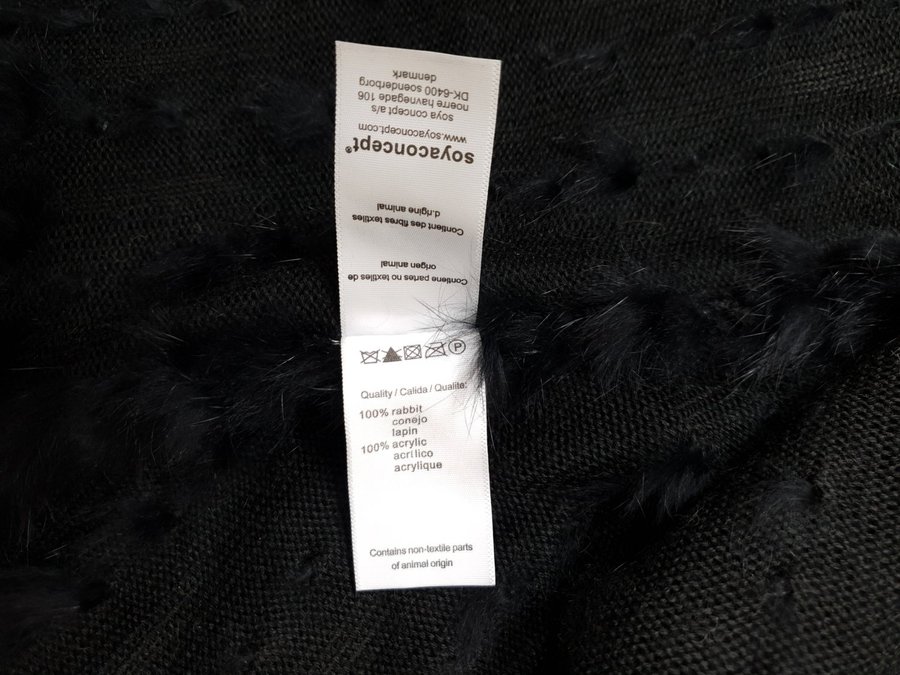 soyaconcept®
www.soyaconcept.com
soya concept a/s
noerre havnegade 106
DK-6400 soenderborg
denmark
Contient des fibres textiles
d.rigine animal
Contiene partes no textiles de
origen animal
P
Quality / Calida / Qualite:
100% rabbit
conejo
lapin
100% acrylic
acrílico
acrylique
Contains non-textile parts
of animal origin